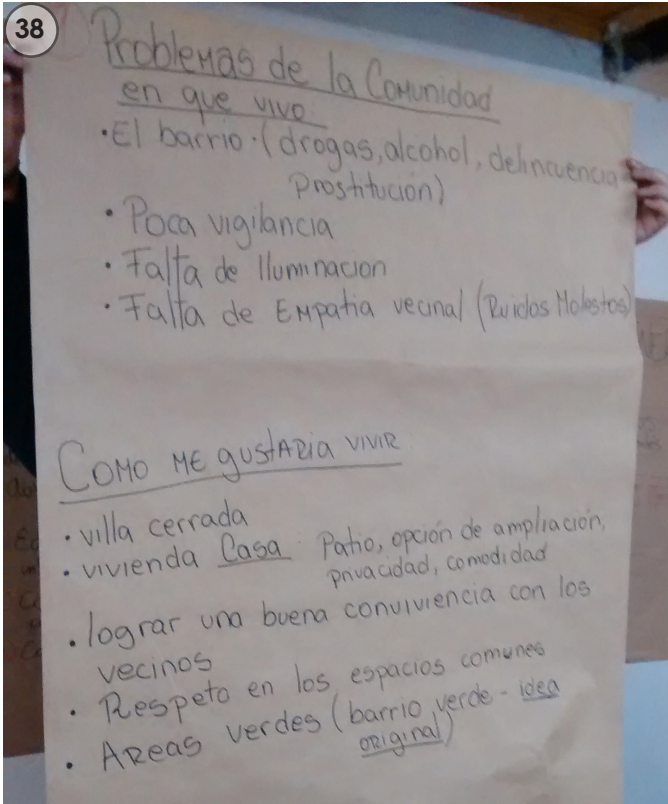 38
Problemas de la Comunidad
en que vivo
• El barrio. (drogas, alcohol, delincuencia
Prostitución)
• Poca vigilancia
• Falta de Iluminacion
• Falta de Empatia vecinal (Ruidos Molestos)
Como me gustaria vivir
• villa cerrada
• vivienda Casa: Patio, opción de ampliación,
privacidad, comodidad
• lograr una buena conviviencia con los
vecinos
• Respeto en los espacios comunes
• Areas verdes (barrio verde - idea
original)